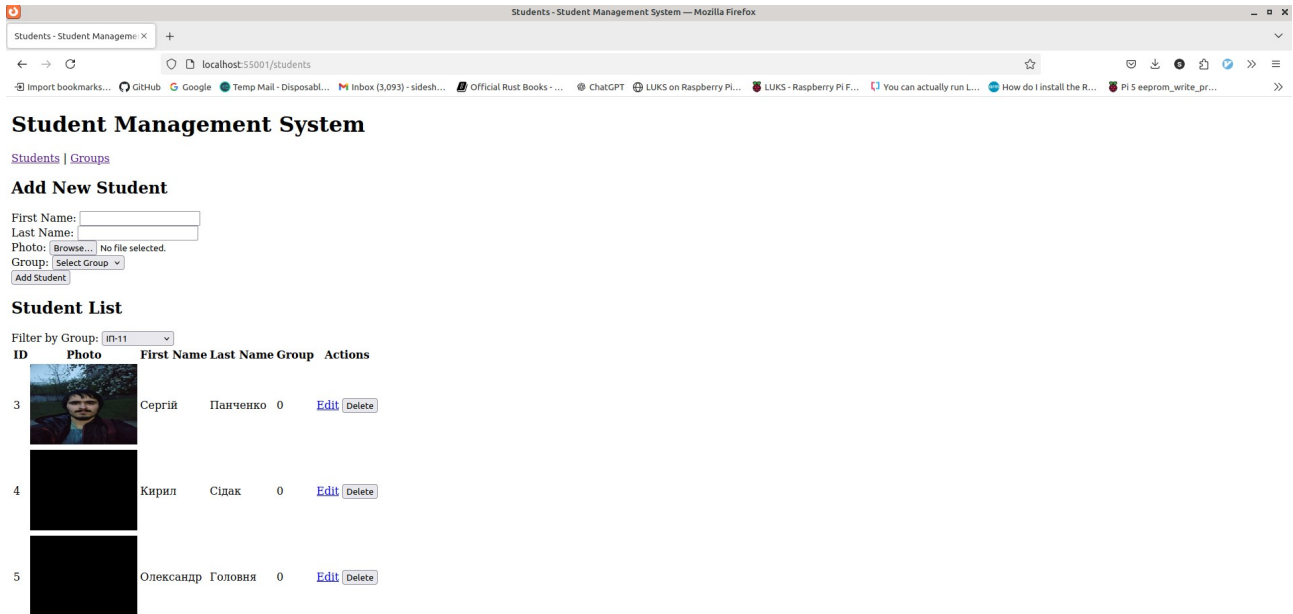 Students - Student Management System — Mozilla Firefox
Students - Student Manageme
localhost:55001/students
Import bookmarks... GitHub Google Temp Mail - Disposabl... Inbox (3,093) - sidesh... Official Rust Books - ... ChatGPT LUKS on Raspberry Pi... LUKS - Raspberry Pi F... You can actually run L... How do I install the R... Pi 5 eeprom_write_pr...
Student Management System
Students | Groups
Add New Student
First Name:
Last Name:
Photo: Browse... No file selected.
Group: Select Group
Add Student
Student List
Filter by Group: ІП-11
ID Photo First Name Last Name Group Actions
3 Сергій Панченко 0 Edit Delete
4 Кирил Сідак 0 Edit Delete
5 Олександр Головня 0 Edit Delete